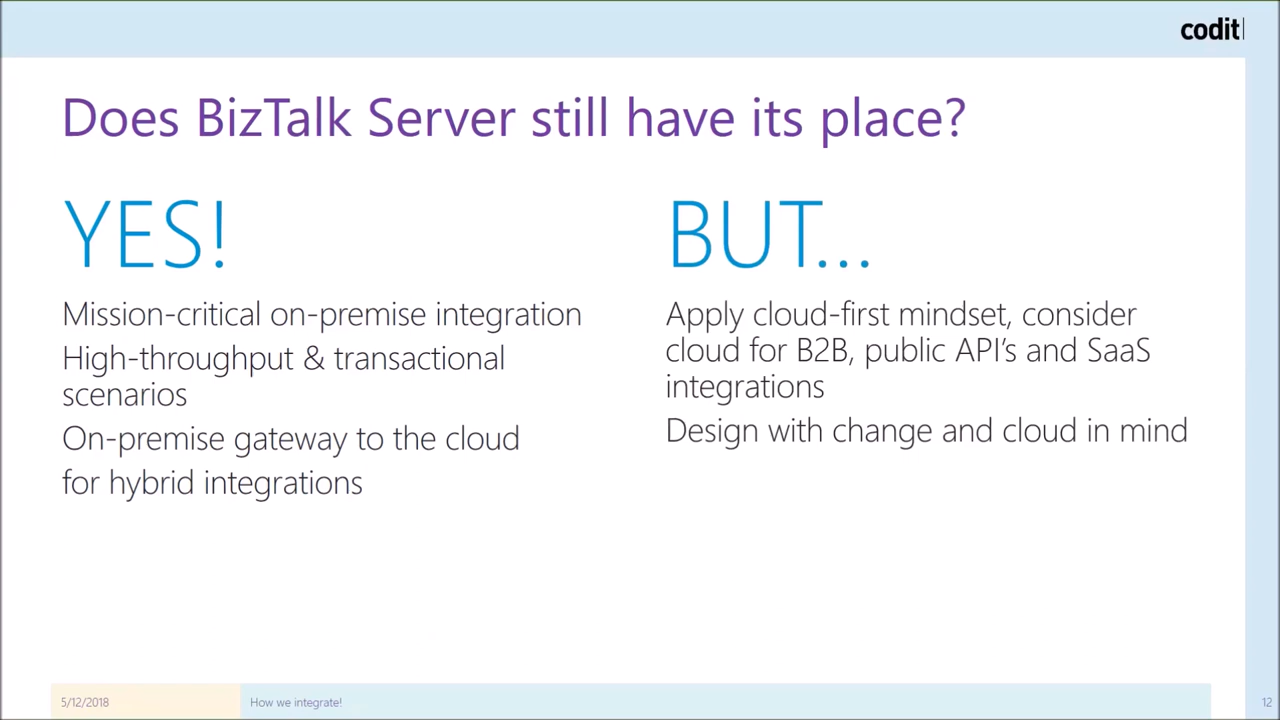 codit
Does BizTalk Server still have its place?
YES!
Mission-critical on-premise integration
High-throughput & transactional
scenarios
On-premise gateway to the cloud
for hybrid integrations
BUT...
Apply cloud-first mindset, consider
cloud for B2B, public API's and SaaS
integrations
Design with change and cloud in mind
5/12/2018
How we integrate!
12